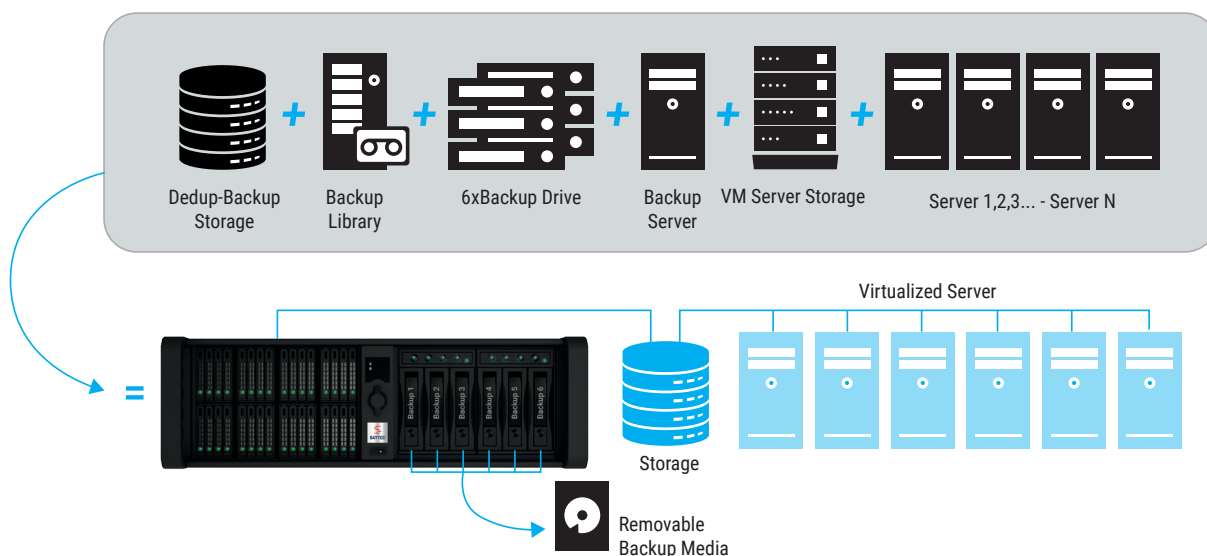 Dedup-Backup
Storage
Backup
Library
6xBackup Drive
Backup
Server
VM Server Storage
Server 1,2,3... - Server N
Virtualized Server
=
Backup 1
Backup 2
Backup 3
Backup 4
Backup 5
Backup 6
Storage
Removable
Backup Media